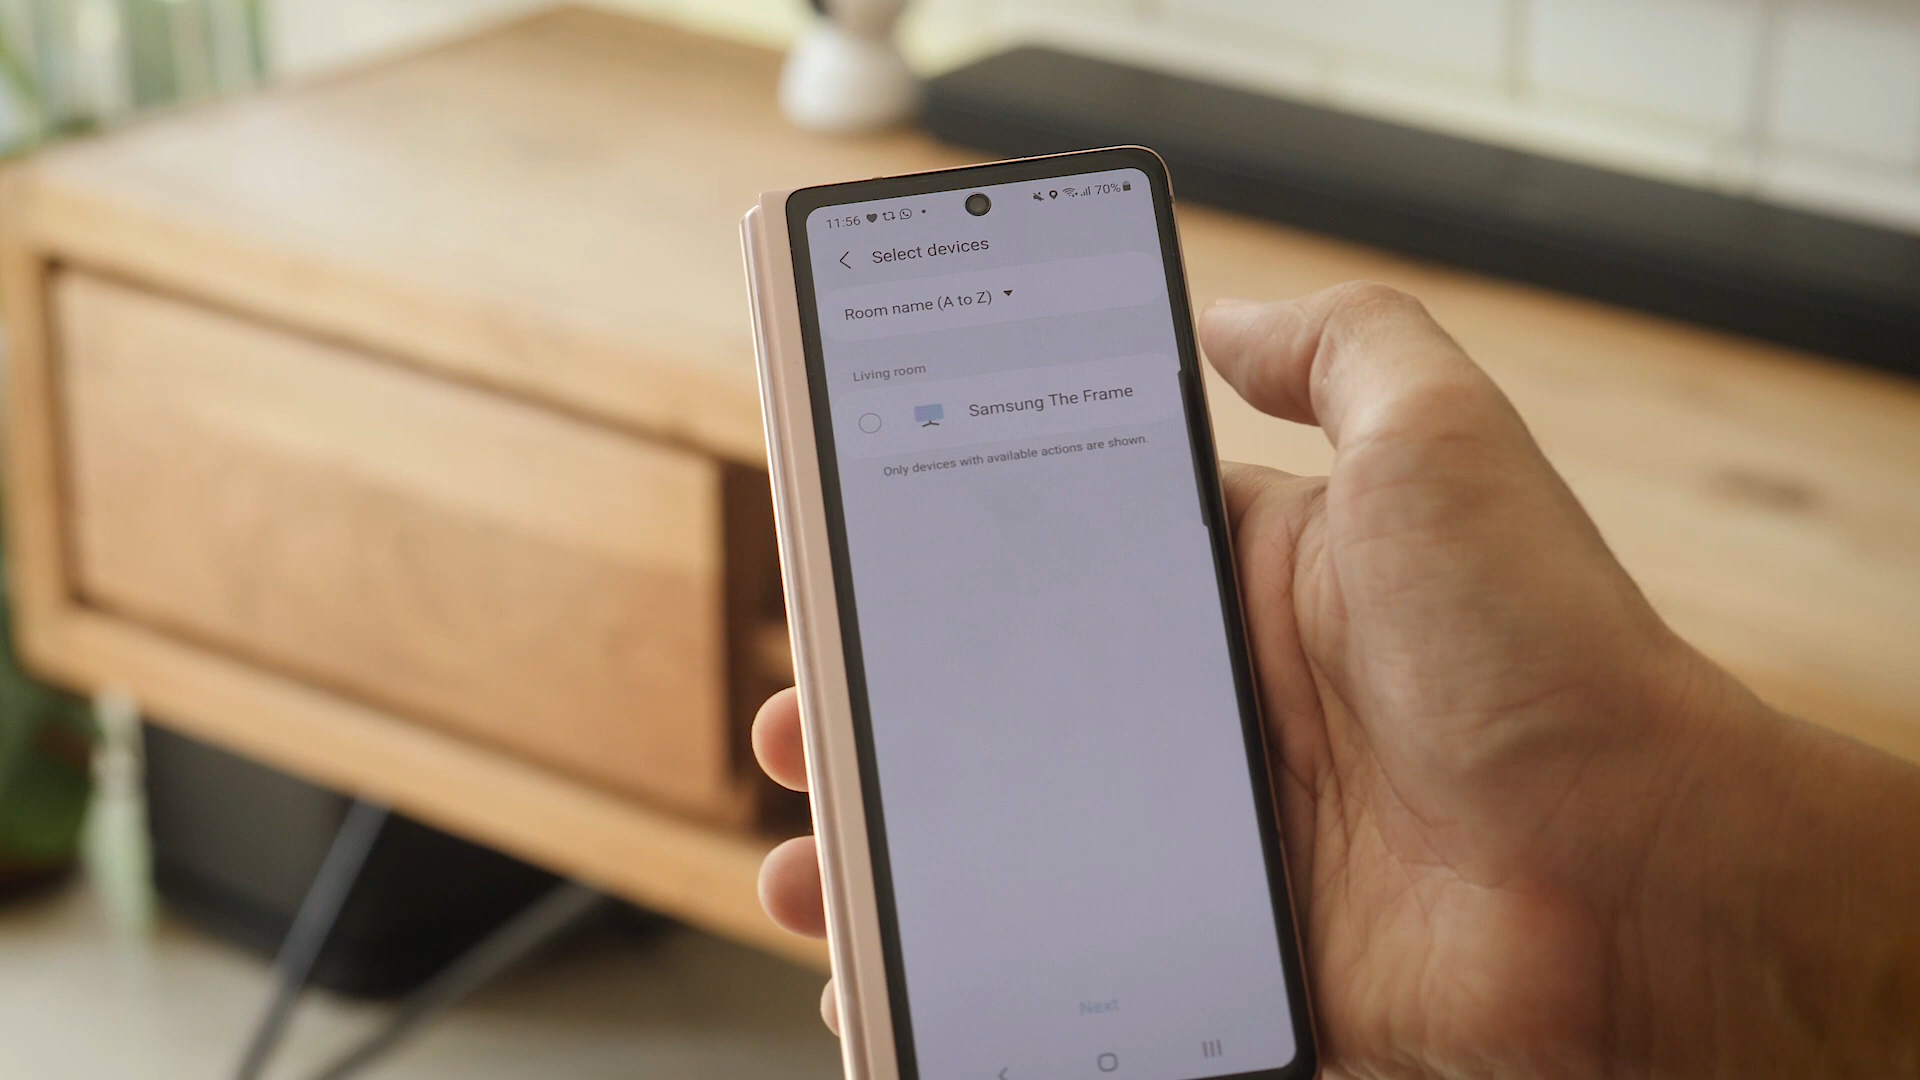 11:56 70%
Select devices
Room name (A to Z)
Living room
Samsung The Frame
Only devices with available actions are shown.
Next